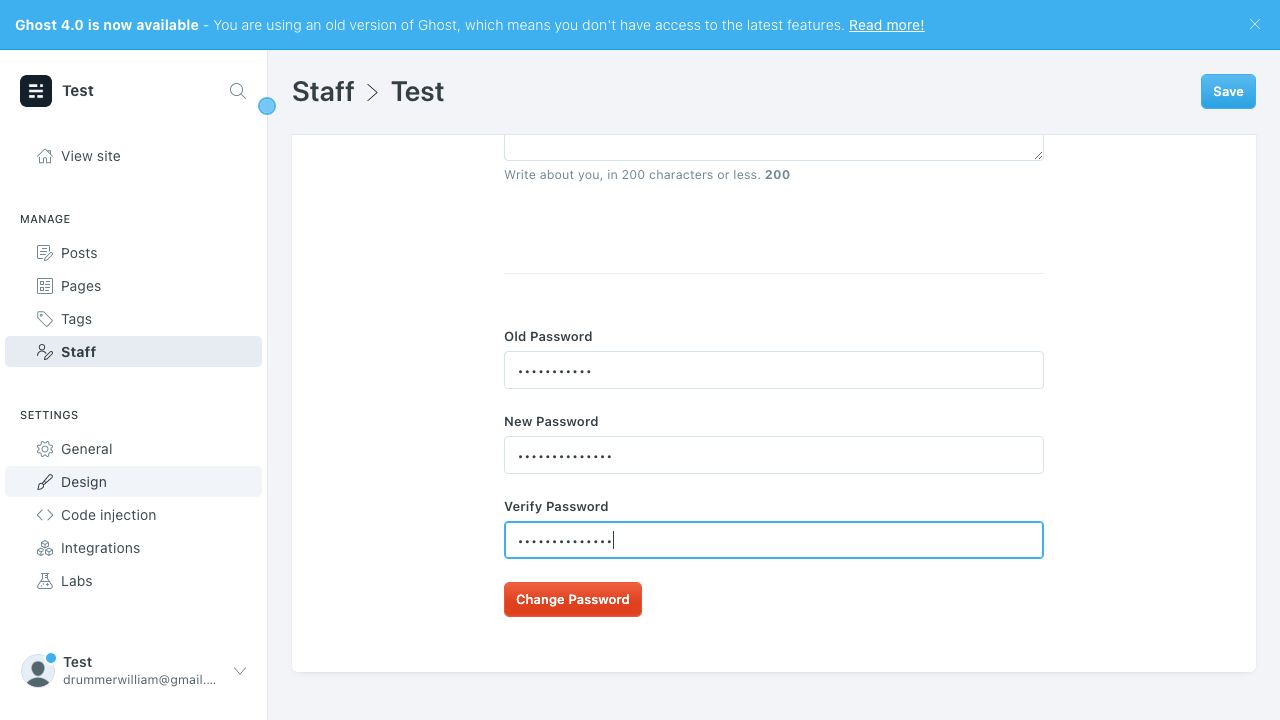 Ghost 4.0 is now available - You are using an old version of Ghost, which means you don't have access to the latest features. Read more!
Test
View site
MANAGE
Posts
Pages
Tags
Staff
SETTINGS
General
Design
Code injection
Integrations
Labs
Test
drummerwilliam@gmail....
Staff > Test
Save
Write about you, in 200 characters or less. 200
Old Password
•••••••••••
New Password
••••••••••••••
Verify Password
••••••••••••••
Change Password